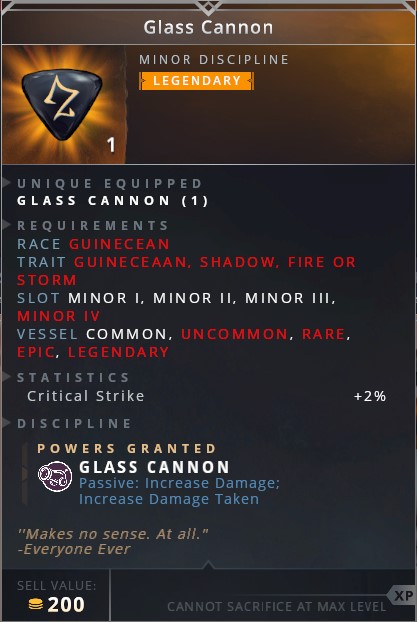 Glass Cannon
MINOR DISCIPLINE
LEGENDARY
1
UNIQUE EQUIPPED
GLASS CANNON (1)
REQUIREMENTS
RACE GUINECEAN
TRAIT GUINECEAAN, SHADOW, FIRE OR
STORM
SLOT MINOR I, MINOR II, MINOR III,
MINOR IV
VESSEL COMMON, UNCOMMON, RARE,
EPIC, LEGENDARY
STATISTICS
Critical Strike +2%
DISCIPLINE
POWERS GRANTED
GLASS CANNON
Passive: Increase Damage;
Increase Damage Taken
''Makes no sense. At all."
-Everyone Ever
SELL VALUE:
200
XP
CANNOT SACRIFICE AT MAX LEVEL